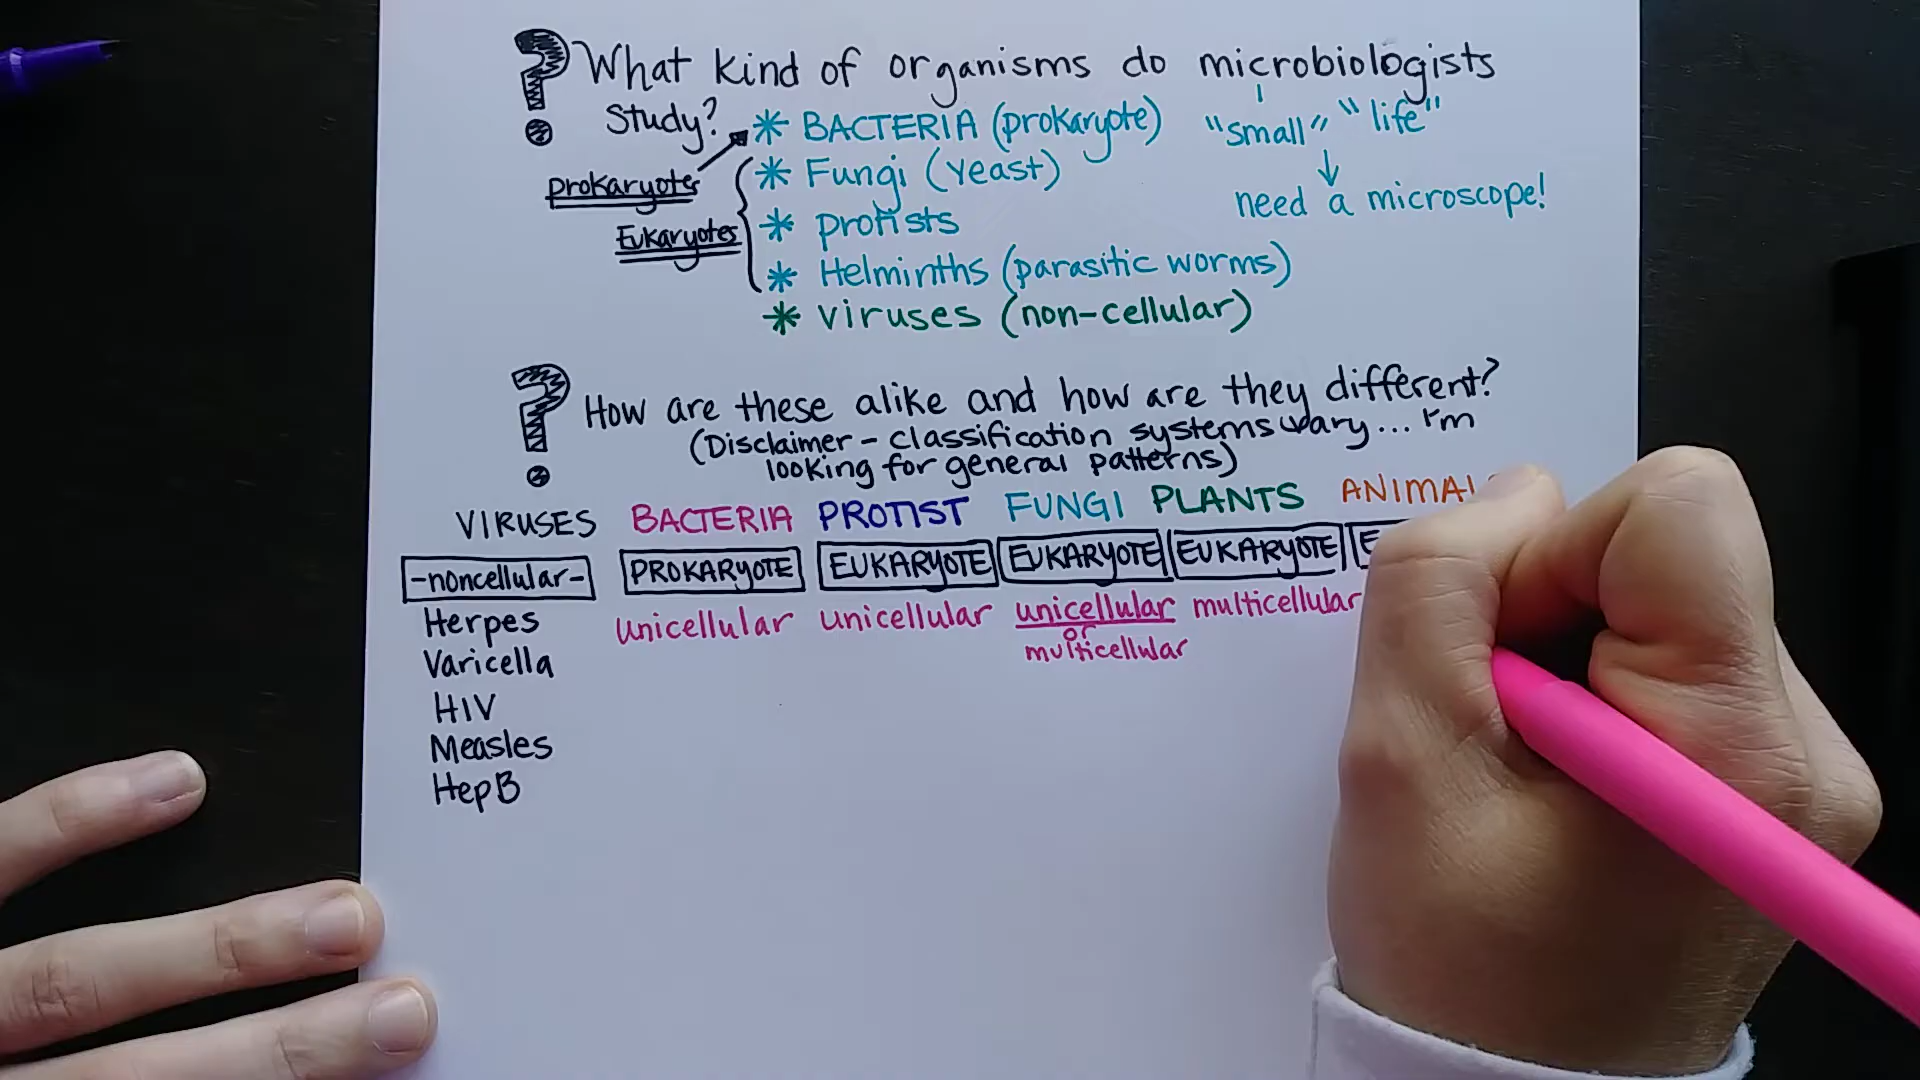 ? What kind of organisms do microbiologists
study? * BACTERIA (prokaryote) "small" "life"
prokaryotes * Fungi (yeast) need a microscope!
Eukaryotes * protists
* Helminths (parasitic worms)
* Viruses (non-cellular)
? How are these alike and how are they different?
(Disclaimer - classification systems vary... I'm
looking for general patterns)
VIRUSES BACTERIA PROTIST FUNGI PLANTS
-noncellular- PROKARYOTE EUKARYOTE EUKARYOTE EUKARYOTE
Herpes unicellular unicellular unicellular multicellular
or
Varicella multicellular
HIV
Measles
HepB